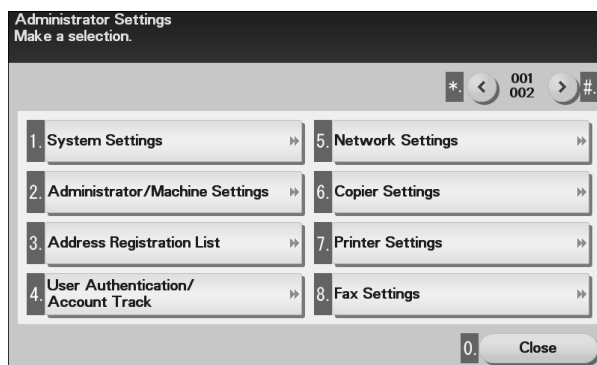 Administrator Settings
Make a selection.
*. 001 #.
002
1. System Settings
2. Administrator/Machine Settings
3. Address Registration List
4. User Authentication/
Account Track
5. Network Settings
6. Copier Settings
7. Printer Settings
8. Fax Settings
0. Close